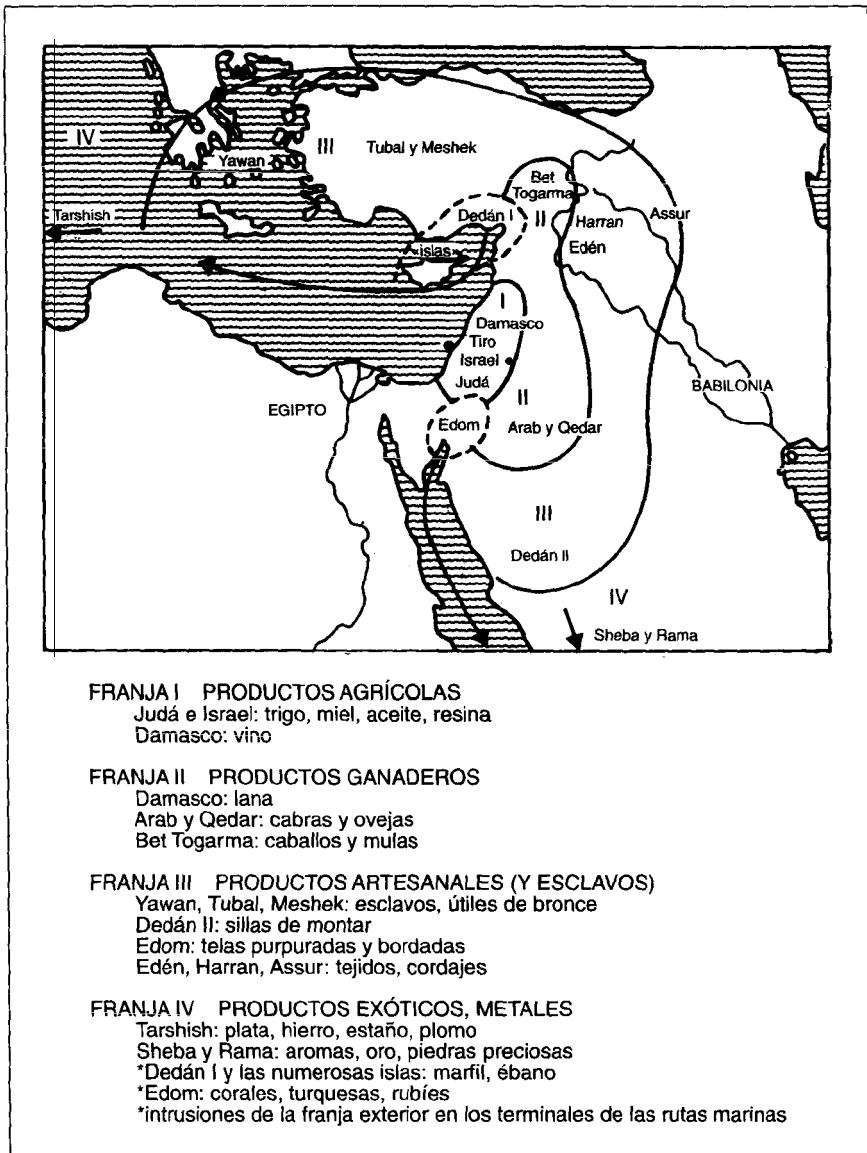 IV
III
Tubal y Meshek
Yawan
Bet
Togarma
Tarshish
Dedán I
II
Harran
Assur
Edén
«islas»
I
Damasco
Tiro
Israel
Judá
II
BABILONIA
EGIPTO
Edom
Arab y Qedar
III
Dedán II
IV
Sheba y Rama
FRANJA I PRODUCTOS AGRÍCOLAS
Judá e Israel: trigo, miel, aceite, resina
Damasco: vino
FRANJA II PRODUCTOS GANADEROS
Damasco: lana
Arab y Qedar: cabras y ovejas
Bet Togarma: caballos y mulas
FRANJA III PRODUCTOS ARTESANALES (Y ESCLAVOS)
Yawan, Tubal, Meshek: esclavos, útiles de bronce
Dedán II: sillas de montar
Edom: telas purpuradas y bordadas
Edén, Harran, Assur: tejidos, cordajes
FRANJA IV PRODUCTOS EXÓTICOS, METALES
Tarshish: plata, hierro, estaño, plomo
Sheba y Rama: aromas, oro, piedras preciosas
*Dedán I y las numerosas islas: marfil, ébano
*Edom: corales, turquesas, rubíes
*intrusiones de la franja exterior en los terminales de las rutas marinas